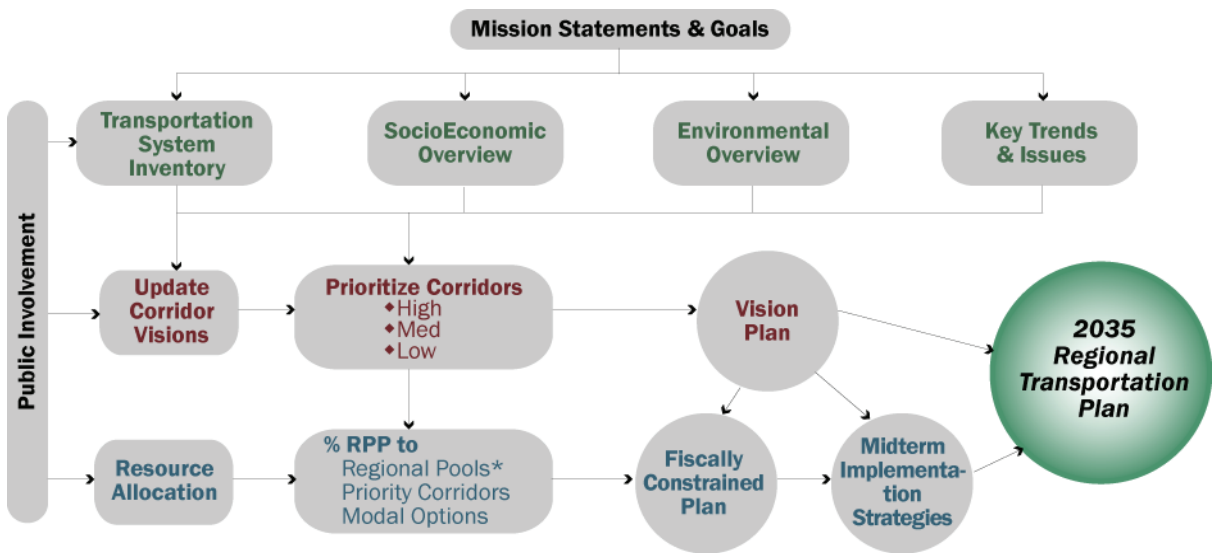 Mission Statements & Goals
Public Involvement
Transportation
System
Inventory
SocioEconomic
Overview
Environmental
Overview
Key Trends
& Issues
Update
Corridor
Visions
Prioritize Corridors
◆High
◆Med
◆Low
Vision
Plan
2035
Regional
Transportation
Plan
Resource
Allocation
% RPP to
Regional Pools*
Priority Corridors
Modal Options
Fiscally
Constrained
Plan
Midterm
Implementa-
tion
Strategies